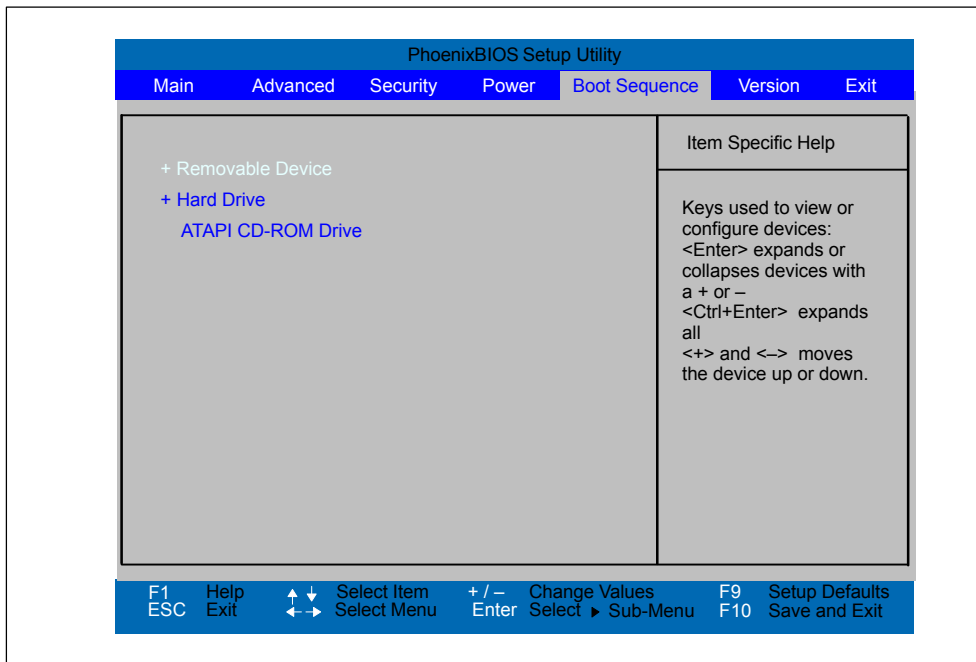 PhoenixBIOS Setup Utility
Main Advanced Security Power Boot Sequence Version Exit
+ Removable Device
+ Hard Drive
ATAPI CD-ROM Drive
Item Specific Help
Keys used to view or
configure devices:
<Enter> expands or
collapses devices with
a + or –
<Ctrl+Enter> expands
all
<+> and <–> moves
the device up or down.
F1 Help Select Item + / – Change Values F9 Setup Defaults
ESC Exit Select Menu Enter Select Sub-Menu F10 Save and Exit